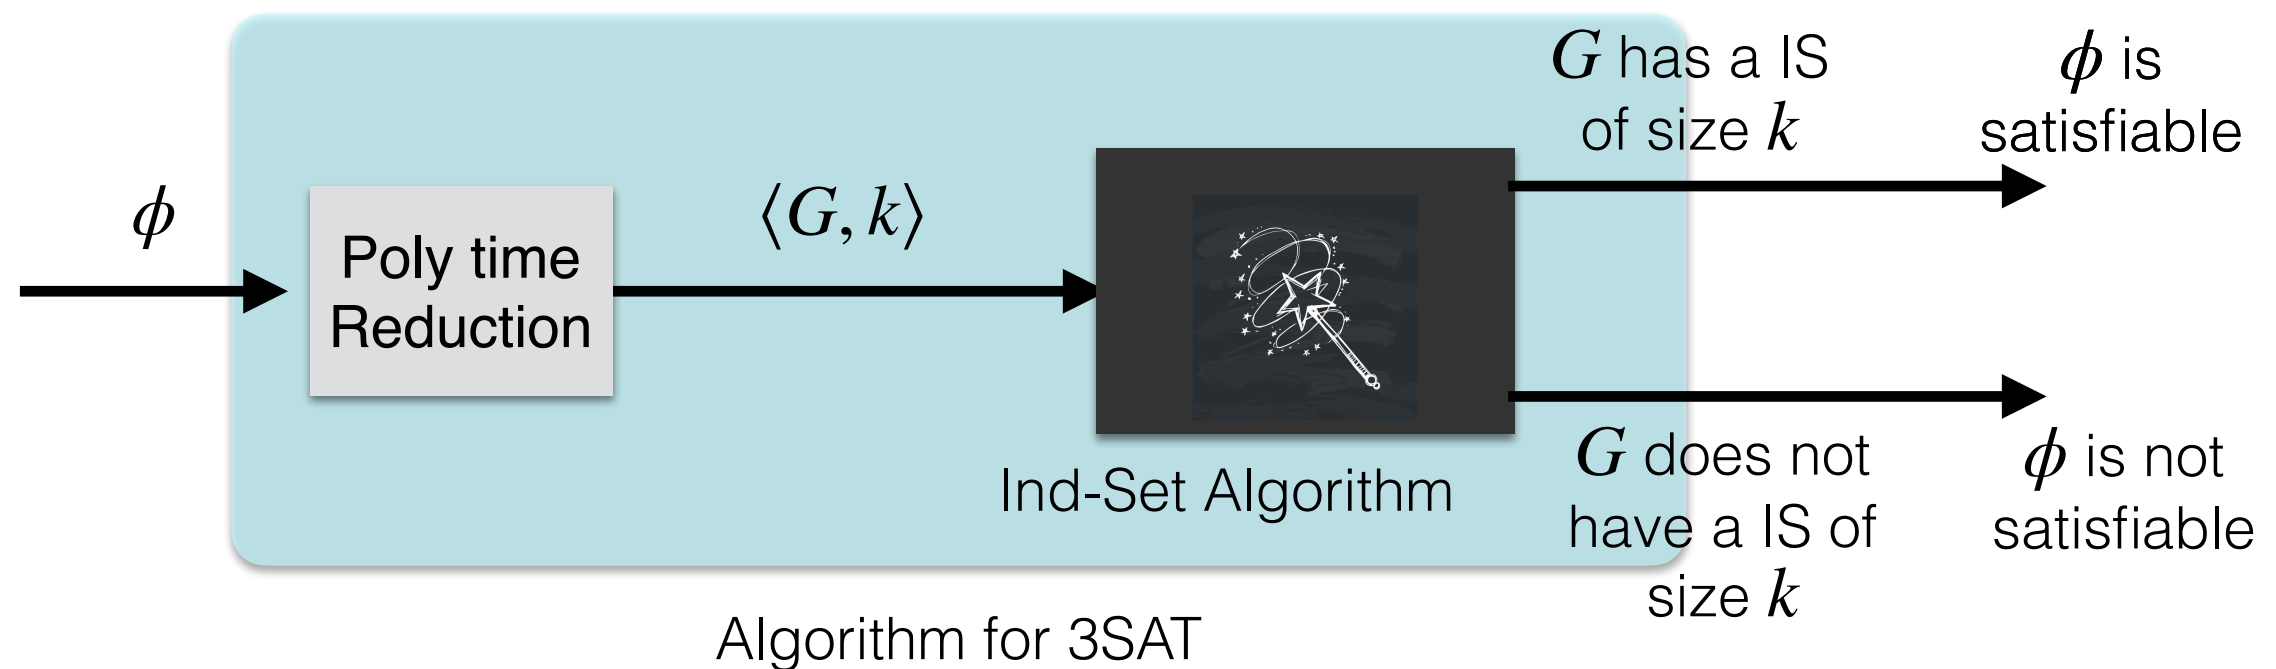 ϕ
Poly time
Reduction
⟨G, k⟩
Ind-Set Algorithm
G has a IS
of size k
ϕ is
satisfiable
G does not
have a IS of
size k
ϕ is not
satisfiable
Algorithm for 3SAT